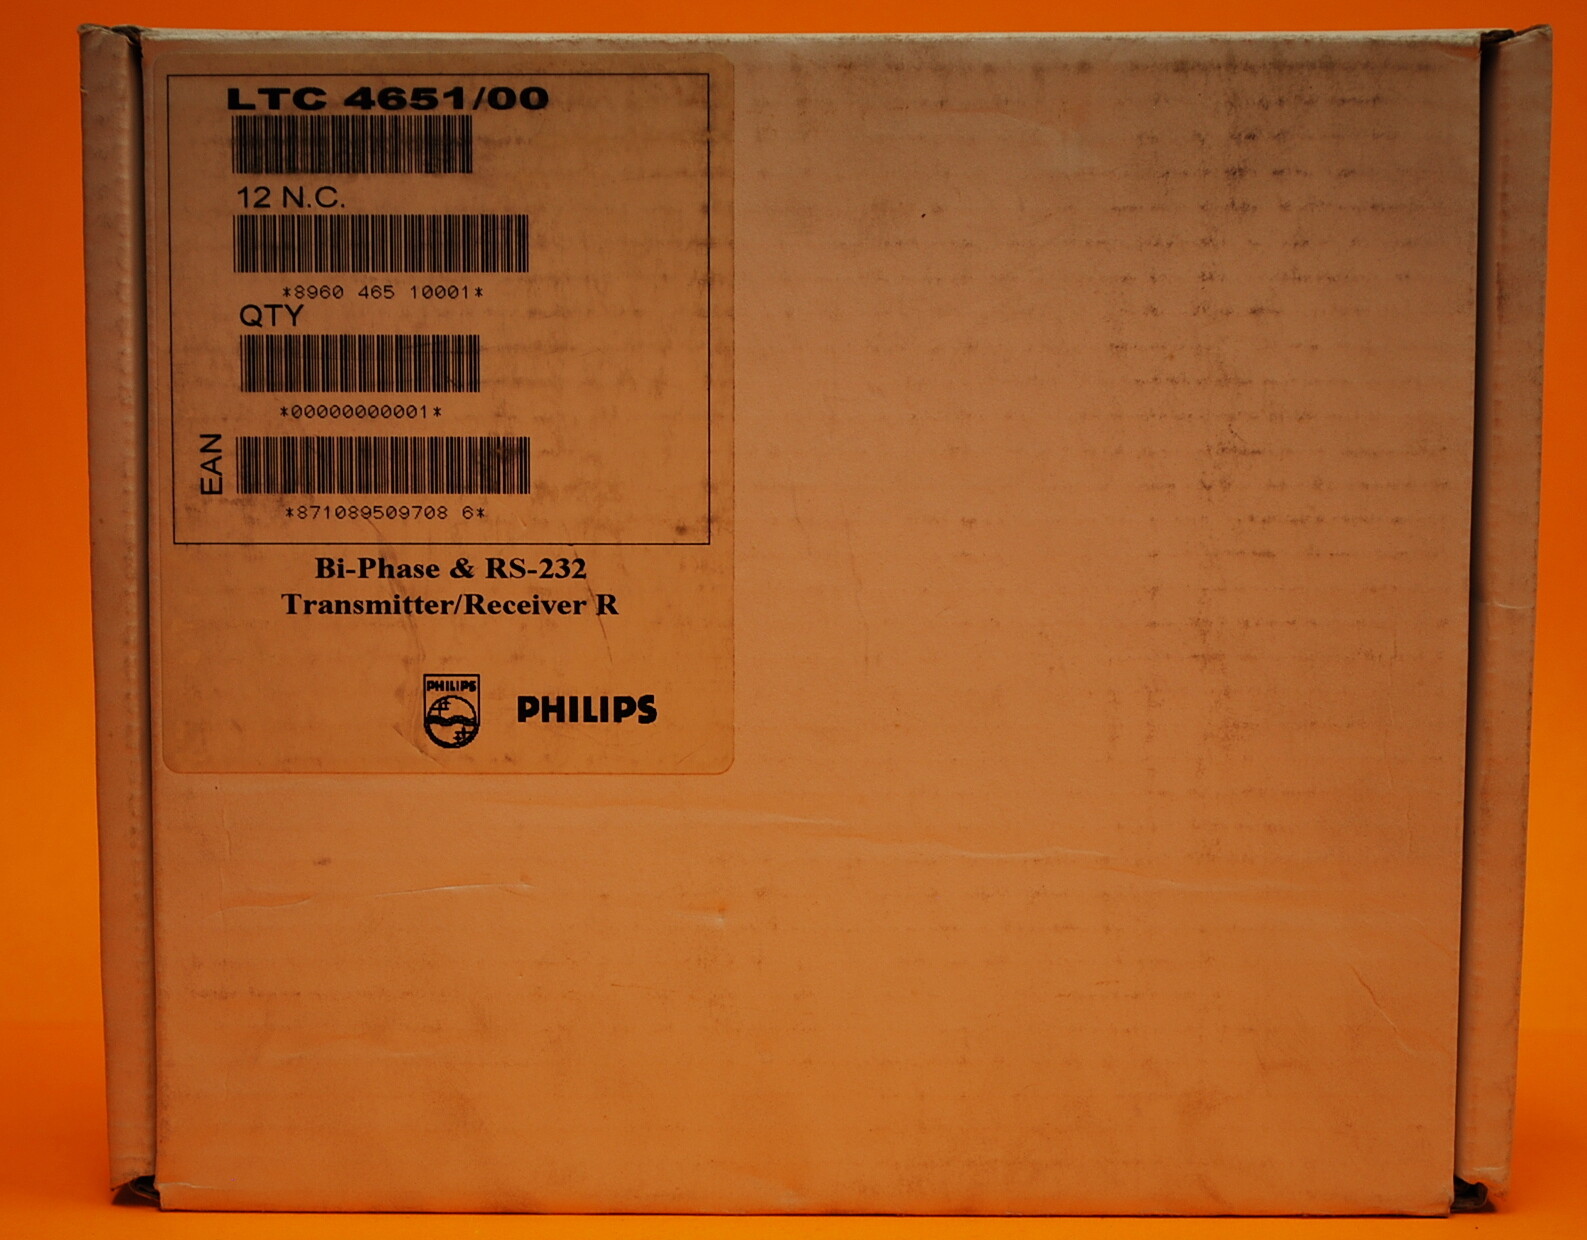 LTC 4651/00
12 N.C.
*8960 465 10001*
QTY
*00000000001*
EAN
*871089509708 6*
Bi-Phase & RS-232
Transmitter/Receiver R
PHILIPS
PHILIPS